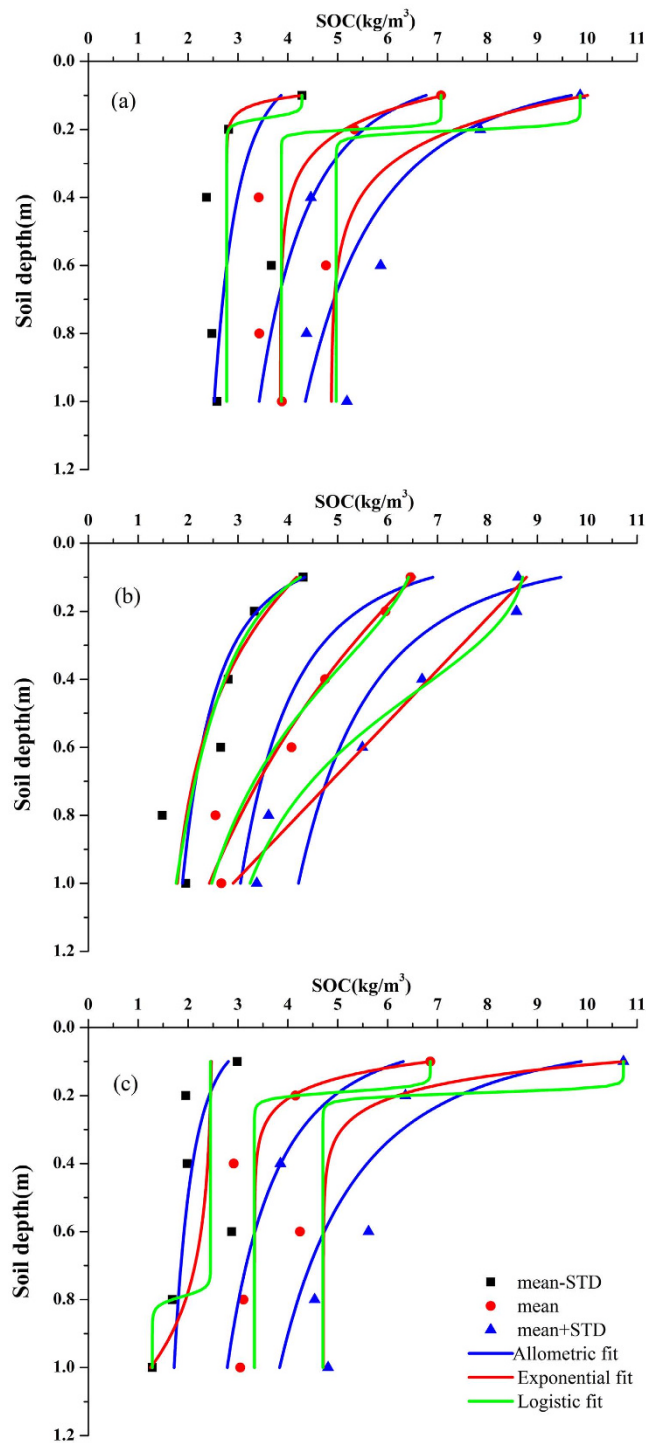 SOC(kg/m³)
0 1 2 3 4 5 6 7 8 9 10 11
0.0
(a)
0.2
0.4
0.6
0.8
1.0
1.2
Soil depth(m)
SOC(kg/m³)
0 1 2 3 4 5 6 7 8 9 10 11
0.0
(b)
0.2
0.4
0.6
0.8
1.0
1.2
Soil depth(m)
SOC(kg/m³)
0 1 2 3 4 5 6 7 8 9 10 11
0.0
(c)
0.2
0.4
0.6
0.8
1.0
1.2
Soil depth(m)
mean-STD
mean
mean+STD
Allometric fit
Exponential fit
Logistic fit